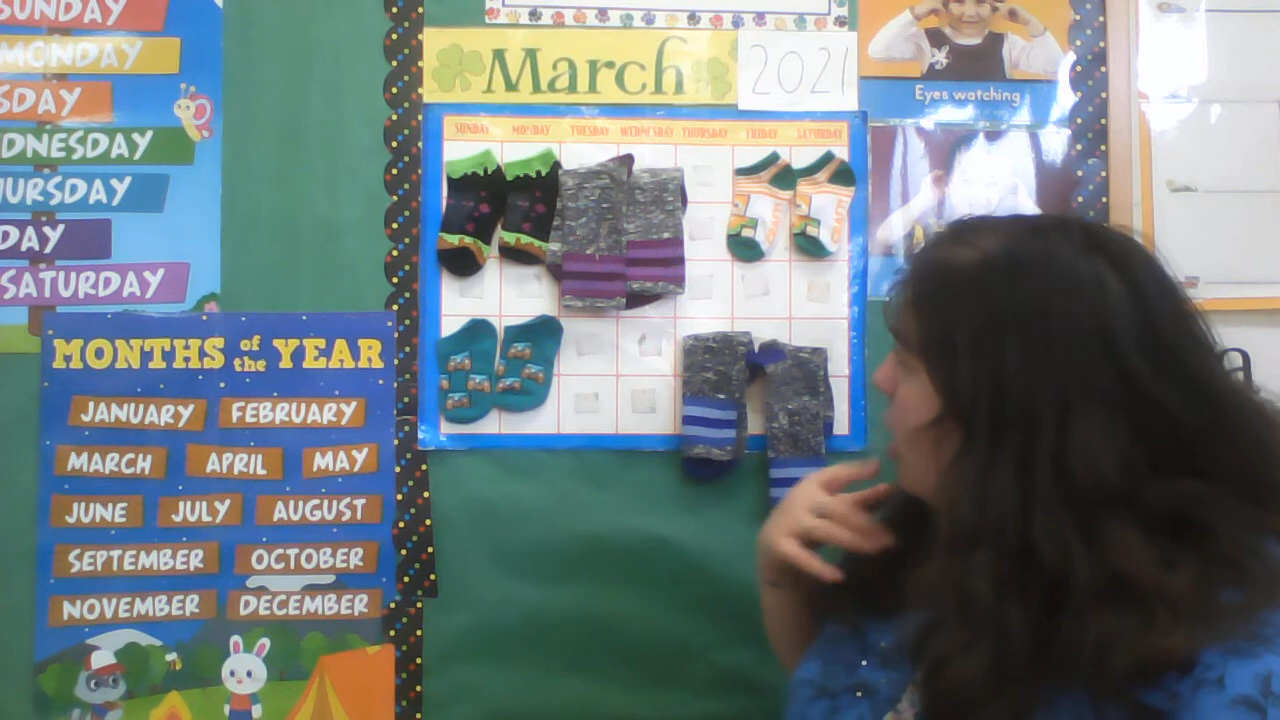 SUNDAY
MONDAY
SDAY
DNESDAY
URSDAY
DAY
SATURDAY
MONTHS of the YEAR
JANUARY FEBRUARY
MARCH APRIL MAY
JUNE JULY AUGUST
SEPTEMBER OCTOBER
NOVEMBER DECEMBER
March 2021
SUNDAY MONDAY TUESDAY WEDNESDAY THURSDAY FRIDAY SATURDAY
Eyes watching